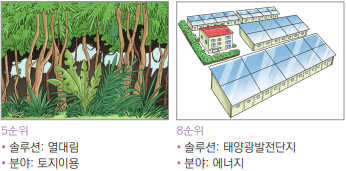 5순위
• 솔루션: 열대림
• 분야: 토지이용
8순위
• 솔루션: 태양광발전단지
• 분야: 에너지